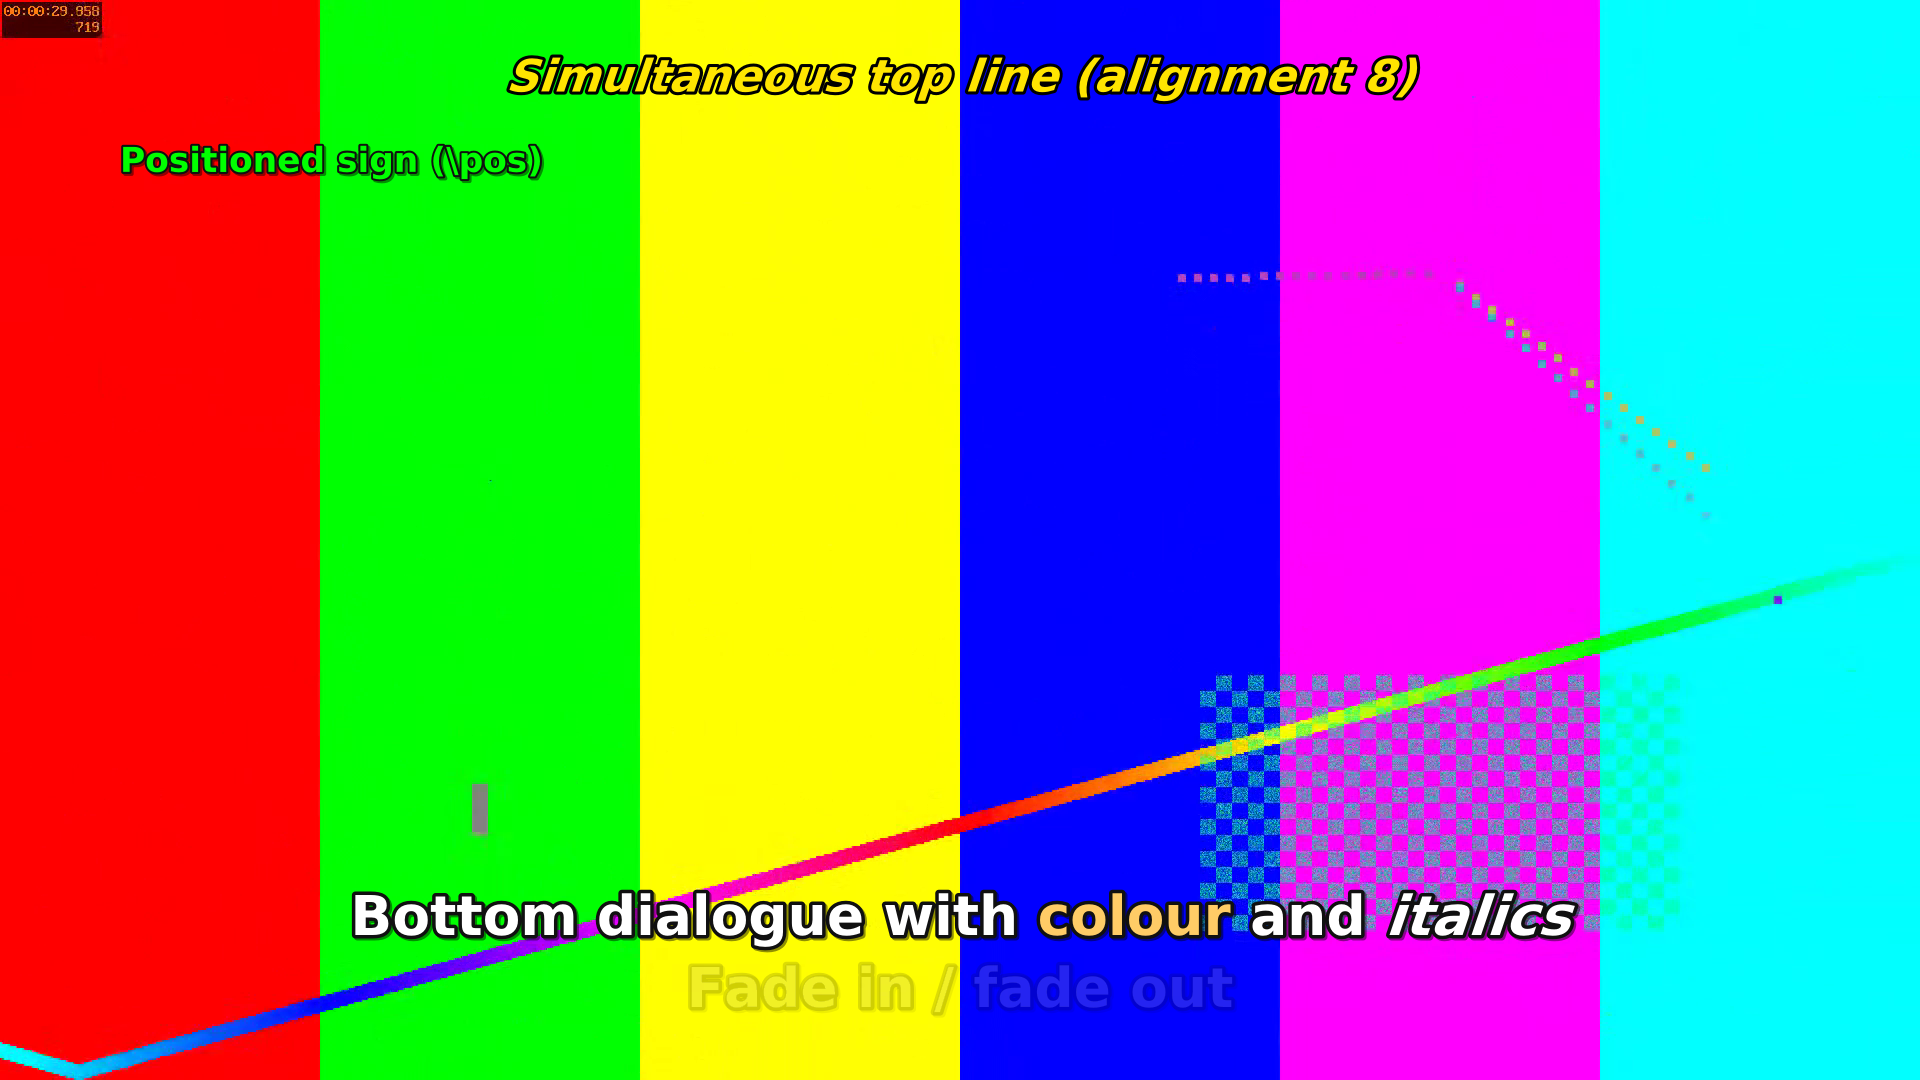 00:00:29.958
719
Simultaneous top line (alignment 8)
Positioned sign (\pos)
Bottom dialogue with colour and italics
Fade in / fade out